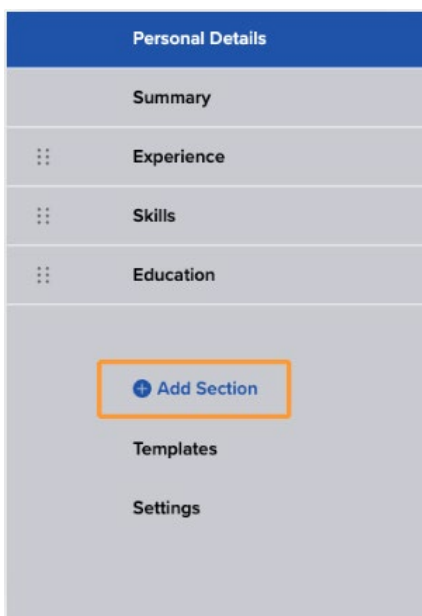 Personal Details
Summary
Experience
Skills
Education
Add Section
Templates
Settings